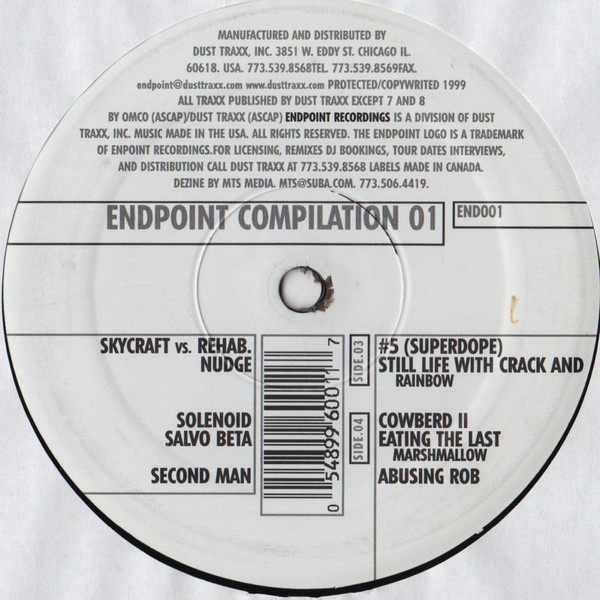 MANUFACTURED AND DISTRIBUTED BY
DUST TRAXX, INC. 3851 W. EDDY ST. CHICAGO IL.
60618. USA. 773.539.8568TEL. 773.539.8569FAX.
endpoint@dusttraxx.com www.dusttraxx.com PROTECTED/COPYWRITED 1999
ALL TRAXX PUBLISHED BY DUST TRAXX EXCEPT 7 AND 8
BY OMCO (ASCAP)/DUST TRAXX (ASCAP) ENDPOINT RECORDINGS IS A DIVISION OF DUST
TRAXX, INC. MUSIC MADE IN THE USA. ALL RIGHTS RESERVED. THE ENDPOINT LOGO IS A TRADEMARK
OF ENPOINT RECORDINGS.FOR LICENSING, REMIXES DJ BOOKINGS, TOUR DATES INTERVIEWS,
AND DISTRIBUTION CALL DUST TRAXX AT 773.539.8568 LABELS MADE IN CANADA.
DEZINE BY MTS MEDIA. MTS@SUBA.COM. 773.506.4419.
ENDPOINT COMPILATION 01
END001
SKYCRAFT VS. REHAB.
NUDGE
SOLENOID
SALVO BETA
SECOND MAN
0 54899 60011 7
SIDE.03
SIDE.04
#5 (SUPERDOPE)
STILL LIFE WITH CRACK AND
RAINBOW
COWBERD II
EATING THE LAST
MARSHMALLOW
ABUSING ROB